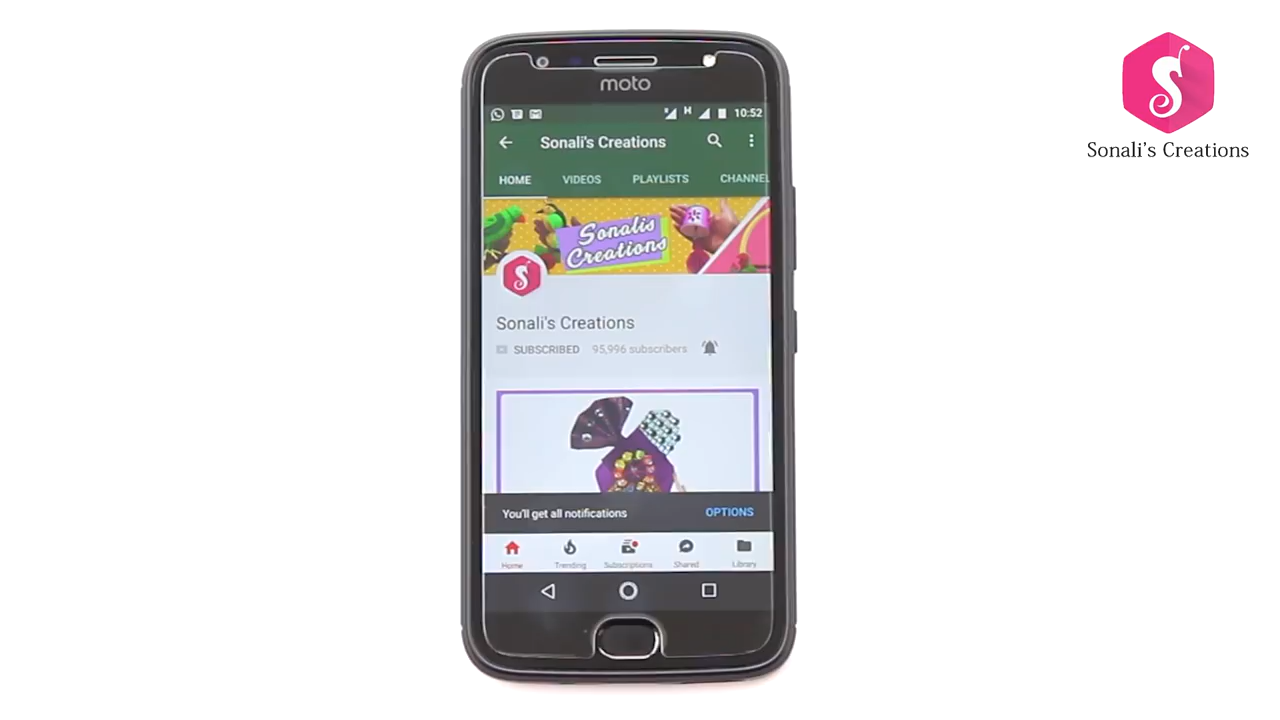 moto
10:52
Sonali's Creations
HOME VIDEOS PLAYLISTS CHANNEL
Sonalis
Creations
Sonali's Creations
SUBSCRIBED 95,996 subscribers
You'll get all notifications OPTIONS
Home Trending Subscriptions Shared Library
S
Sonali's Creations